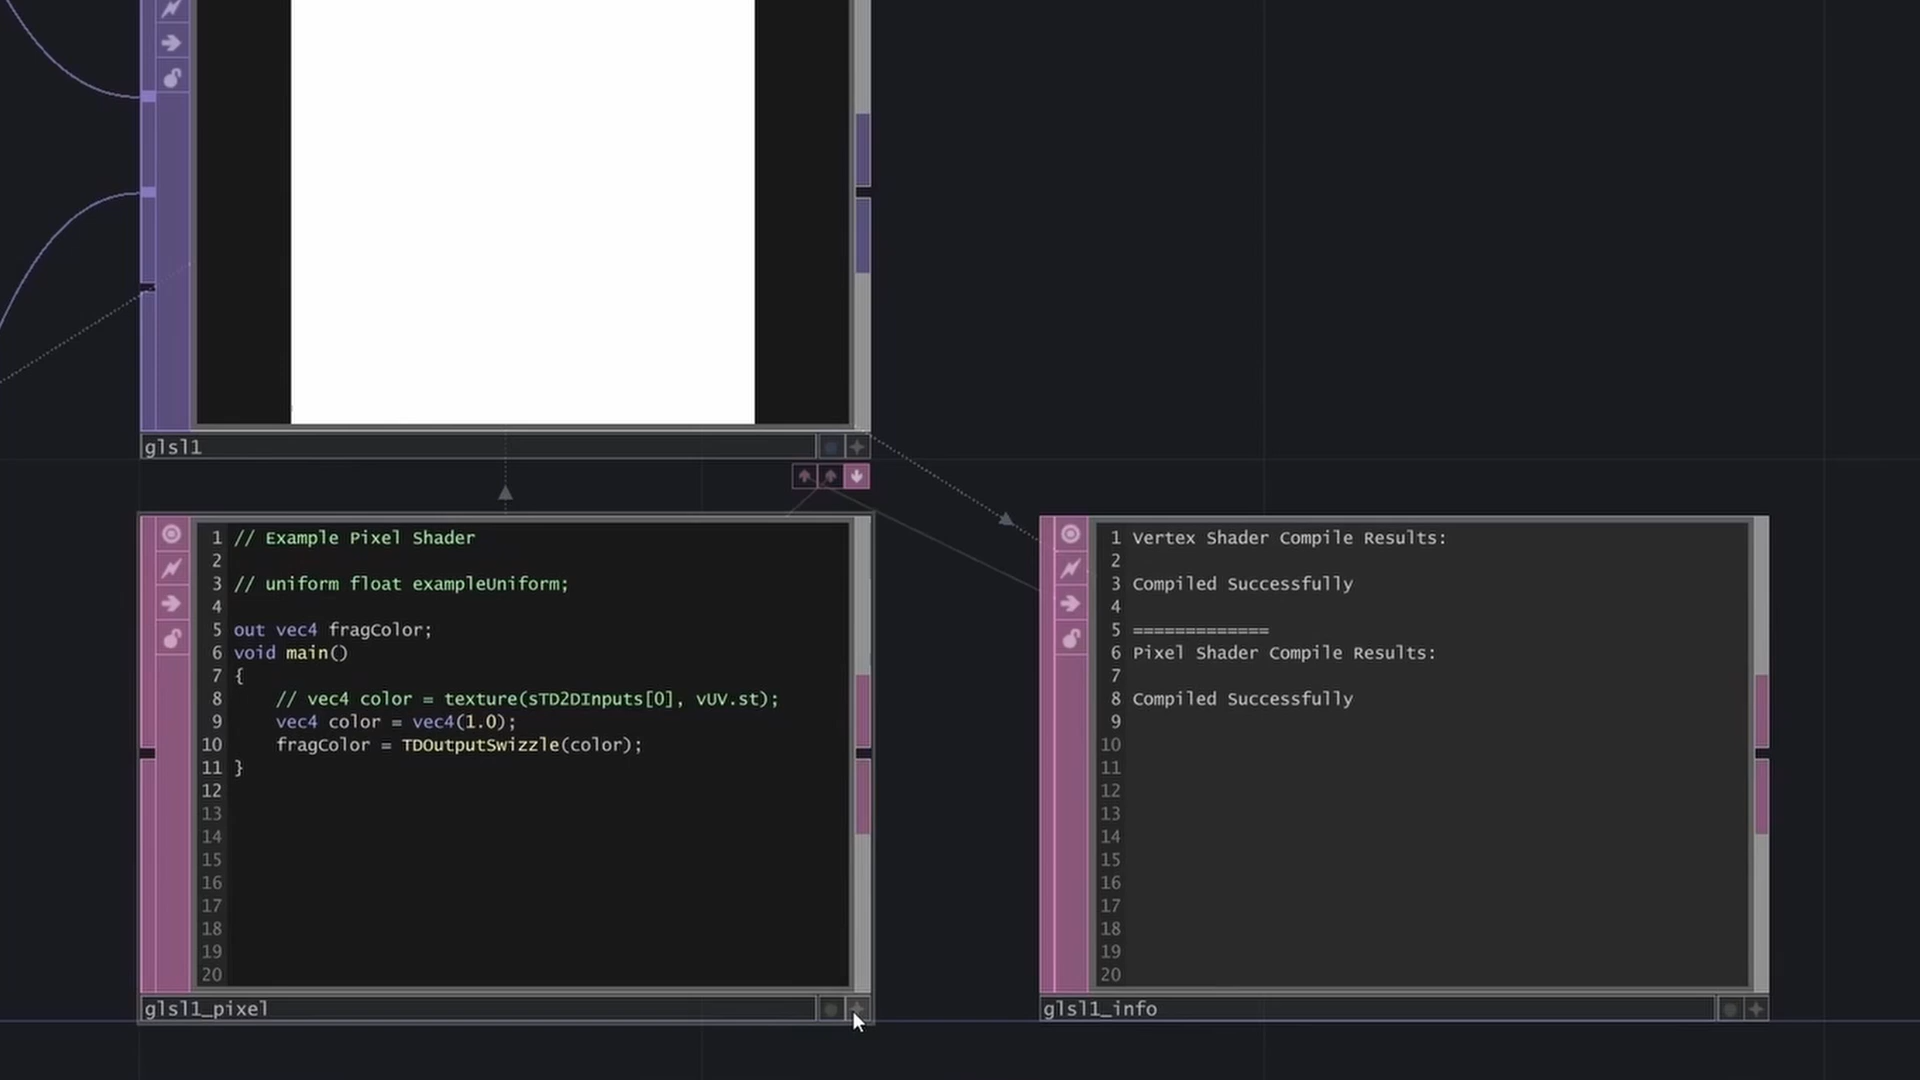 glsl1
1 // Example Pixel Shader
2
3 // uniform float exampleUniform;
4
5 out vec4 fragColor;
6 void main()
7 {
8     // vec4 color = texture(sTD2DInputs[0], vUV.st);
9     vec4 color = vec4(1.0);
10     fragColor = TDOutputSwizzle(color);
11 }
12
13
14
15
16
17
18
19
20
glsl1_pixel
1 Vertex Shader Compile Results:
2
3 Compiled Successfully
4
5 =============
6 Pixel Shader Compile Results:
7
8 Compiled Successfully
9
10
11
12
13
14
15
16
17
18
19
20
glsl1_info